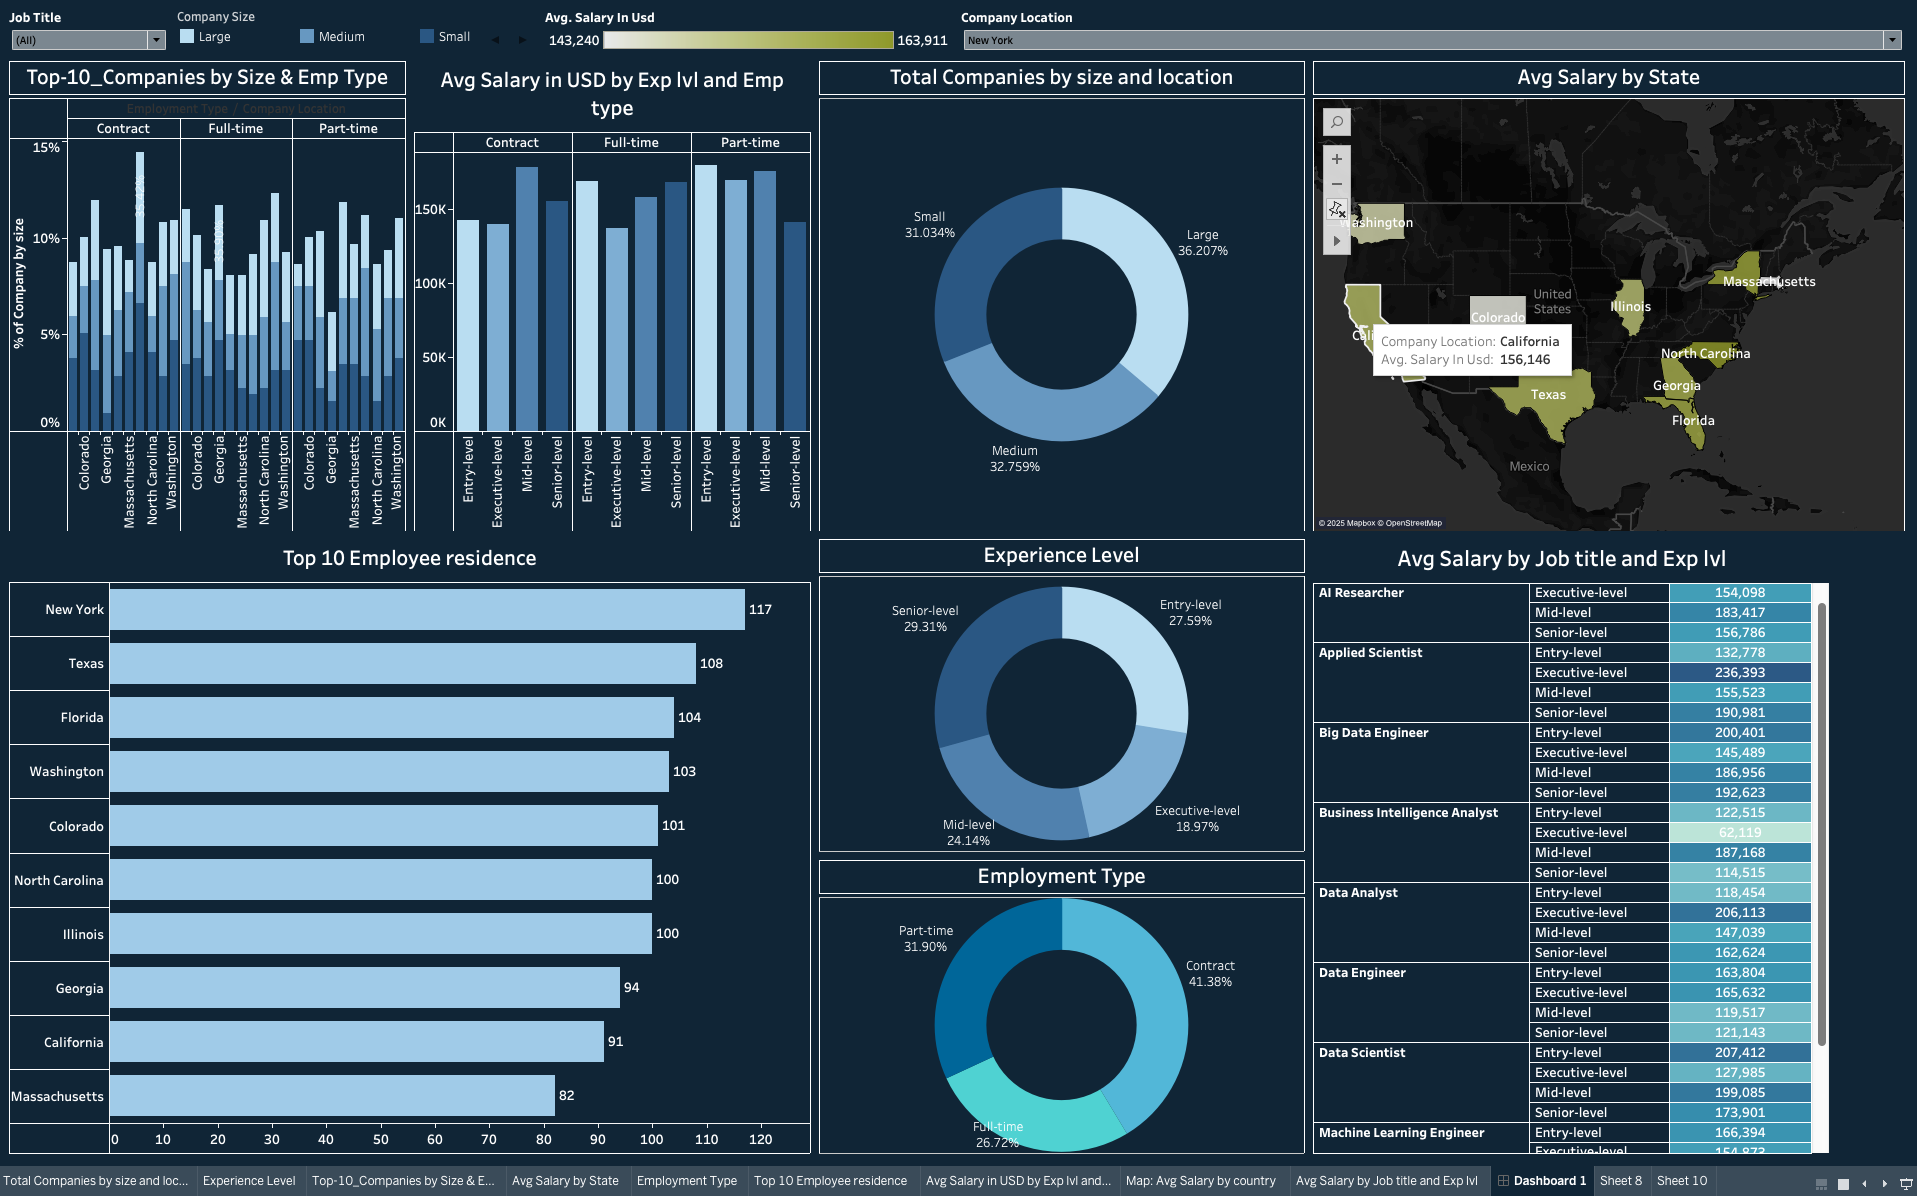 Job Title
(All)
Company Size
Large
Medium
Small
Avg. Salary In Usd
143,240
163,911
Company Location
New York
Top-10_Companies by Size & Emp Type
Employment Type / Company Location
Contract
Full-time
Part-time
% of Company by size
15%
10%
5%
0%
35.42%
35.90%
Colorado
Georgia
Massachusetts
North Carolina
Washington
Colorado
Georgia
Massachusetts
North Carolina
Washington
Colorado
Georgia
Massachusetts
North Carolina
Washington
Avg Salary in USD by Exp lvl and Emp
type
Contract
Full-time
Part-time
150K
100K
50K
0K
Entry-level
Executive-level
Mid-level
Senior-level
Entry-level
Executive-level
Mid-level
Senior-level
Entry-level
Executive-level
Mid-level
Senior-level
Total Companies by size and location
Small
31.034%
Large
36.207%
Medium
32.759%
Avg Salary by State
Washington
Cali
Colorado
United
States
Illinois
Massachusetts
North Carolina
Georgia
Florida
Texas
Mexico
Company Location: California
Avg. Salary In Usd: 156,146
© 2025 Mapbox © OpenStreetMap
Top 10 Employee residence
New York 117
Texas 108
Florida 104
Washington 103
Colorado 101
North Carolina 100
Illinois 100
Georgia 94
California 91
Massachusetts 82
0 10 20 30 40 50 60 70 80 90 100 110 120
Experience Level
Senior-level
29.31%
Entry-level
27.59%
Mid-level
24.14%
Executive-level
18.97%
Employment Type
Part-time
31.90%
Contract
41.38%
Full-time
26.72%
Avg Salary by Job title and Exp lvl
AI Researcher Executive-level 154,098
Mid-level 183,417
Senior-level 156,786
Applied Scientist Entry-level 132,778
Executive-level 236,393
Mid-level 155,523
Senior-level 190,981
Big Data Engineer Entry-level 200,401
Executive-level 145,489
Mid-level 186,956
Senior-level 192,623
Business Intelligence Analyst Entry-level 122,515
Executive-level 62,119
Mid-level 187,168
Senior-level 114,515
Data Analyst Entry-level 118,454
Executive-level 206,113
Mid-level 147,039
Senior-level 162,624
Data Engineer Entry-level 163,804
Executive-level 165,632
Mid-level 119,517
Senior-level 121,143
Data Scientist Entry-level 207,412
Executive-level 127,985
Mid-level 199,085
Senior-level 173,901
Machine Learning Engineer Entry-level 166,394
Executive-level 154,873
Total Companies by size and loc...
Experience Level
Top-10_Companies by Size & E...
Avg Salary by State
Employment Type
Top 10 Employee residence
Avg Salary in USD by Exp lvl and...
Map: Avg Salary by country
Avg Salary by Job title and Exp lvl
Dashboard 1
Sheet 8
Sheet 10